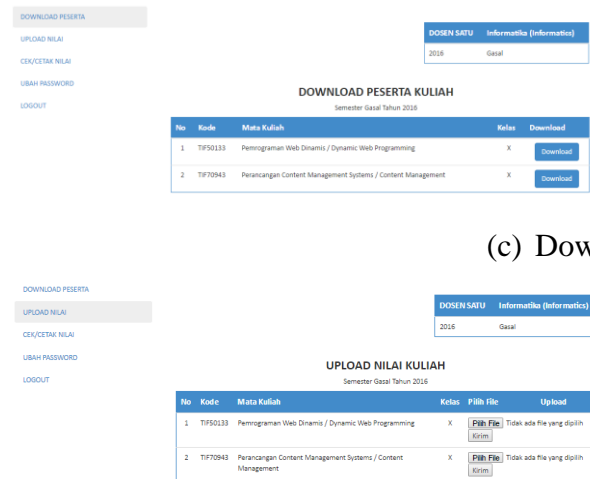 DOWNLOAD PESERTA
UPLOAD NILAI
CEK/CETAK NILAI
UBAH PASSWORD
LOGOUT
DOSEN SATU Informatika (Informatics)
2016 Gasal
DOWNLOAD PESERTA KULIAH
Semester Gasal Tahun 2016
No Kode Mata Kuliah Kelas Download
1 TIF50133 Pemrograman Web Dinamis / Dynamic Web Programming X Download
2 TIF70943 Perancangan Content Management Systems / Content Management X Download
(c) Dow
DOWNLOAD PESERTA
UPLOAD NILAI
CEK/CETAK NILAI
UBAH PASSWORD
LOGOUT
DOSEN SATU Informatika (Informatics)
2016 Gasal
UPLOAD NILAI KULIAH
Semester Gasal Tahun 2016
No Kode Mata Kuliah Kelas Pilih File Upload
1 TIF50133 Pemrograman Web Dinamis / Dynamic Web Programming X Pilih File Tidak ada file yang dipilih
Kirim
2 TIF70943 Perancangan Content Management Systems / Content X Pilih File Tidak ada file yang dipilih
Management Kirim